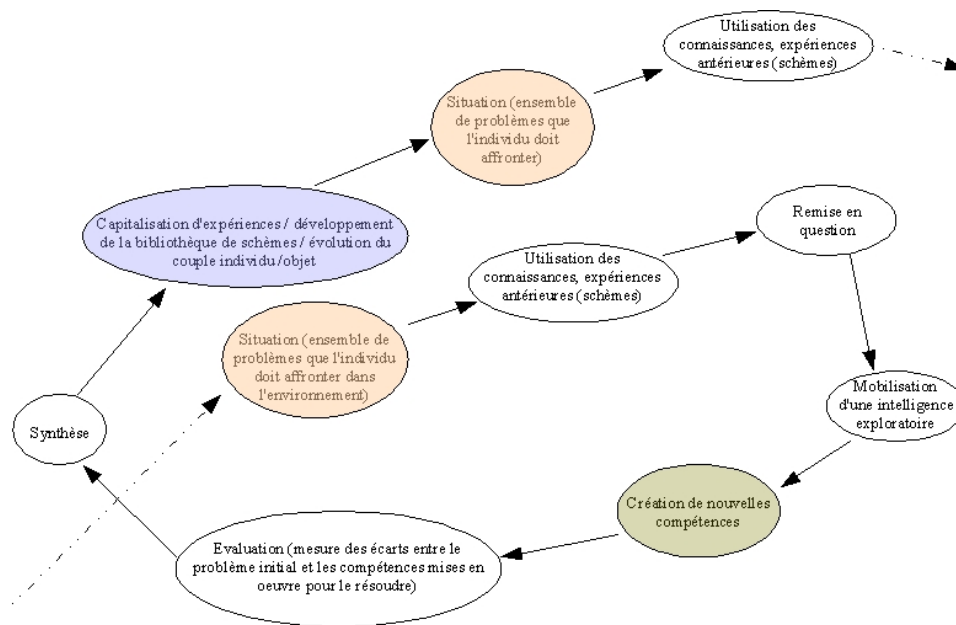 Utilisation des
connaissances, expériences
antérieures (schèmes)
Situation (ensemble
de problèmes que
l'individu doit
affronter)
Capitalisation d'expériences / développement
de la bibliothèque de schèmes / évolution du
couple individu/objet
Remise en
question
Utilisation des
connaissances, expériences
antérieures (schèmes)
Situation (ensemble de
problèmes que l'individu
doit affronter dans
l'environnement)
Mobilisation
d'une intelligence
exploratoire
Synthèse
Création de nouvelles
compétences
Evaluation (mesure des écarts entre le
problème initial et les compétences mises en
oeuvre pour le résoudre)